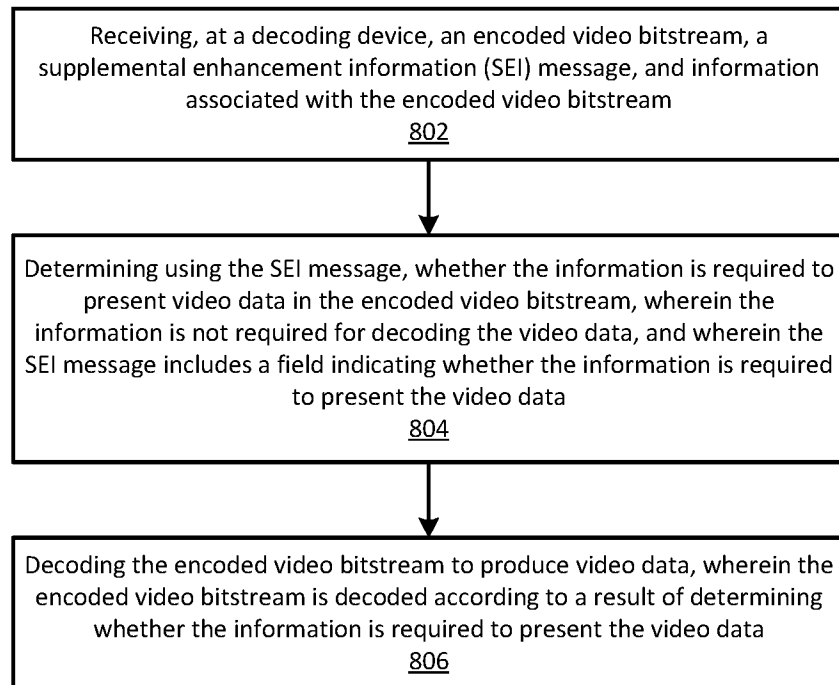 Receiving, at a decoding device, an encoded video bitstream, a
supplemental enhancement information (SEI) message, and information
associated with the encoded video bitstream
802
Determining using the SEI message, whether the information is required to
present video data in the encoded video bitstream, wherein the
information is not required for decoding the video data, and wherein the
SEI message includes a field indicating whether the information is required
to present the video data
804
Decoding the encoded video bitstream to produce video data, wherein the
encoded video bitstream is decoded according to a result of determining
whether the information is required to present the video data
806